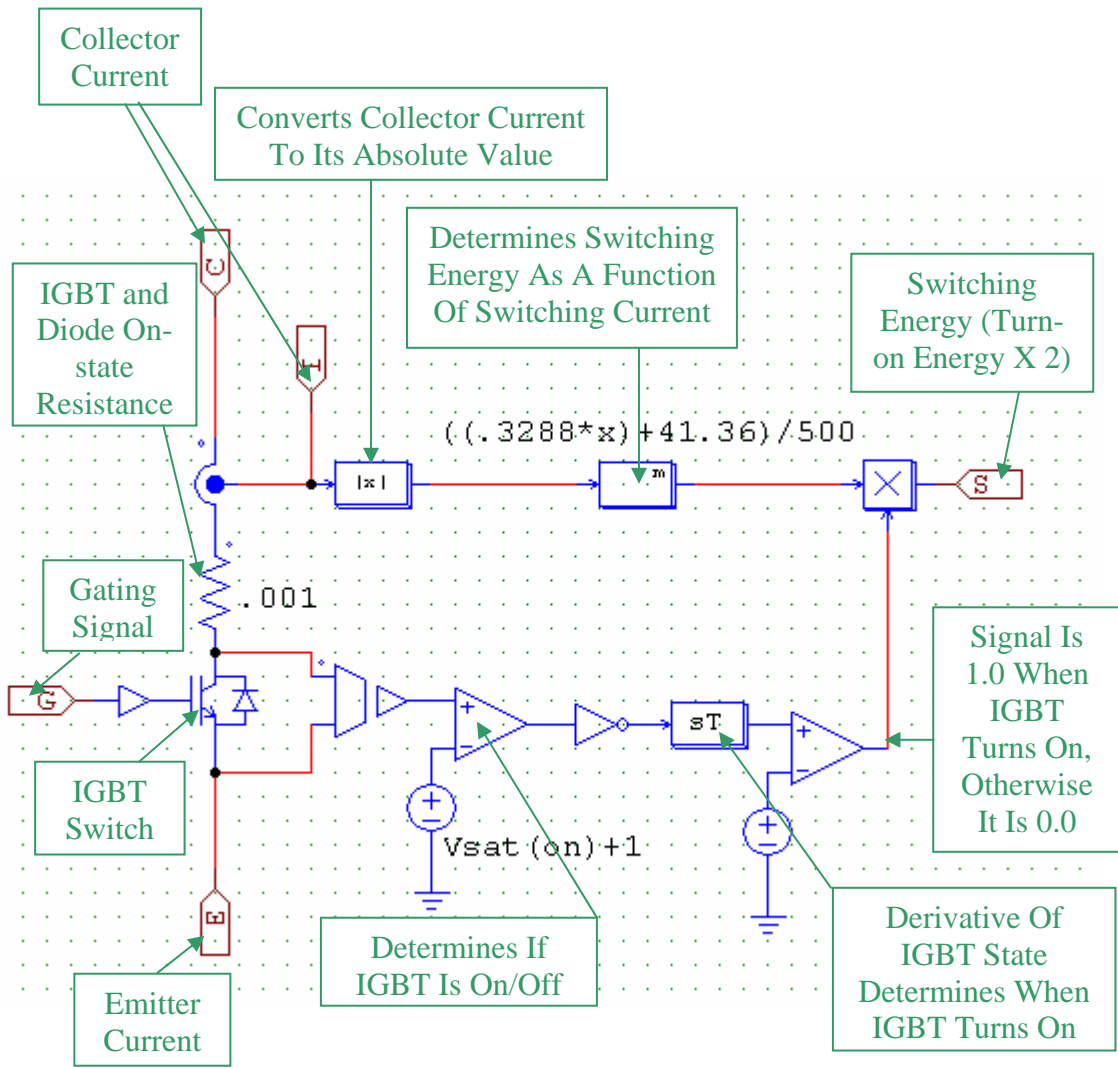 Collector
Current
Converts Collector Current
To Its Absolute Value
Determines Switching
Energy As A Function
Of Switching Current
IGBT and
Diode On-
state
Resistance
Switching
Energy (Turn-
on Energy X 2)
C
I
((.3288*x)+41.36)/500
|x|
m
S
.001
Gating
Signal
G
Signal Is
1.0 When
IGBT
Turns On,
Otherwise
It Is 0.0
sT
IGBT
Switch
Vsat(on)+1
E
Determines If
IGBT Is On/Off
Derivative Of
IGBT State
Determines When
IGBT Turns On
Emitter
Current